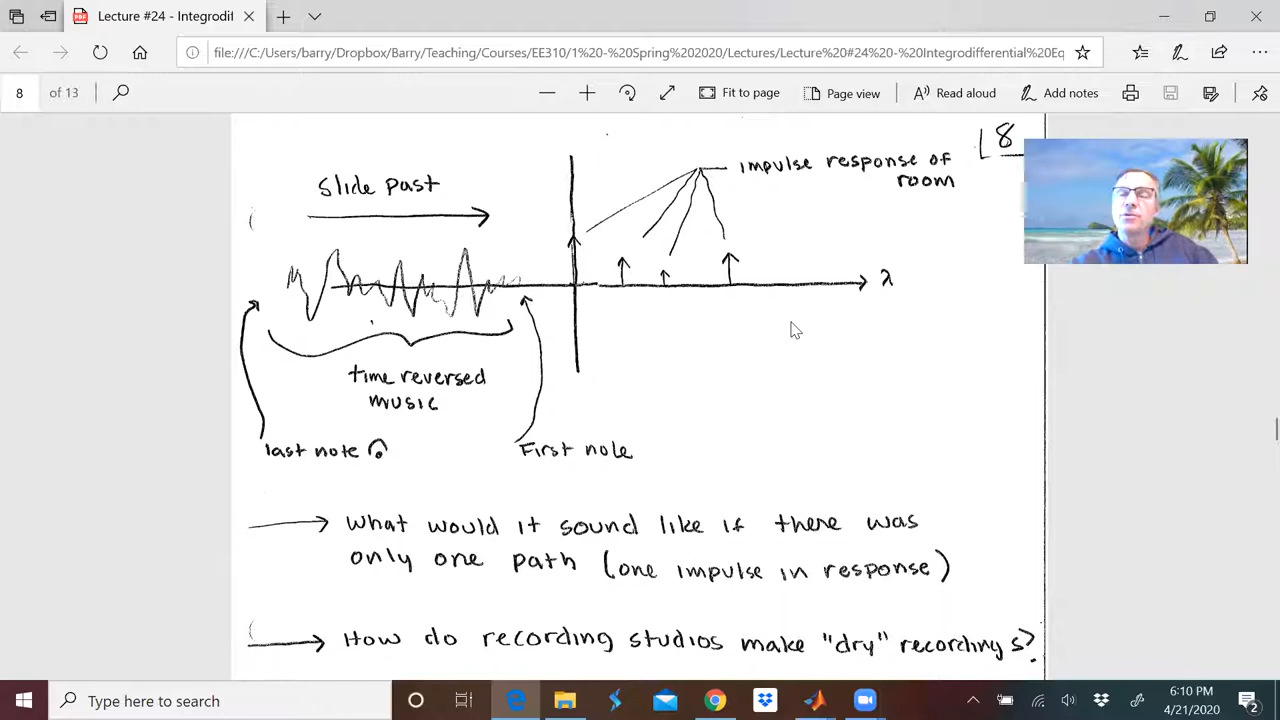 Lecture #24 - Integrodif
file:///C:/Users/barry/Dropbox/Barry/Teaching/Courses/EE310/1%20-%20Spring%202020/Lectures/Lecture%20#24%20-%20Integrodifferential%20Eq
8 of 13
Fit to page
Page view
Read aloud
Add notes
8
Slide past
impulse response of
room
λ
time reversed
music
last note
First note
What would it sound like if there was
only one path (one impulse in response)
How do recording studios make "dry" recordings?
Type here to search
6:10 PM
4/21/2020
2